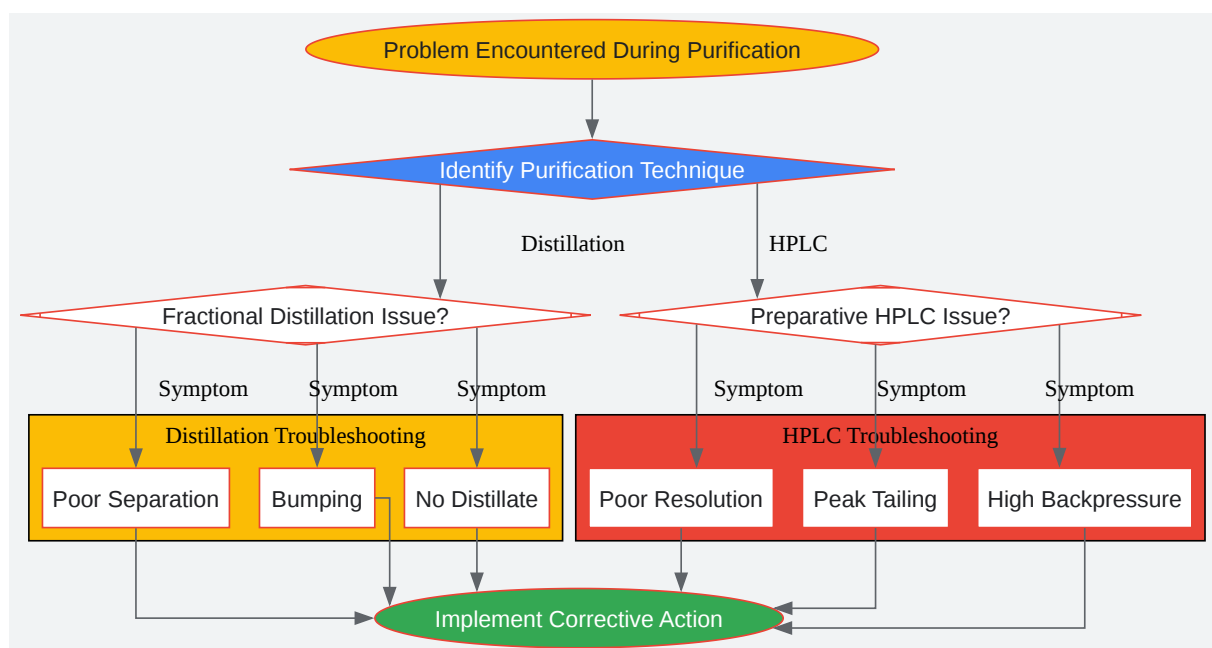 Problem Encountered During Purification
Identify Purification Technique
Distillation
HPLC
Fractional Distillation Issue?
Preparative HPLC Issue?
Symptom
Symptom
Symptom
Symptom
Symptom
Symptom
Distillation Troubleshooting
HPLC Troubleshooting
Poor Separation
Bumping
No Distillate
Poor Resolution
Peak Tailing
High Backpressure
Implement Corrective Action